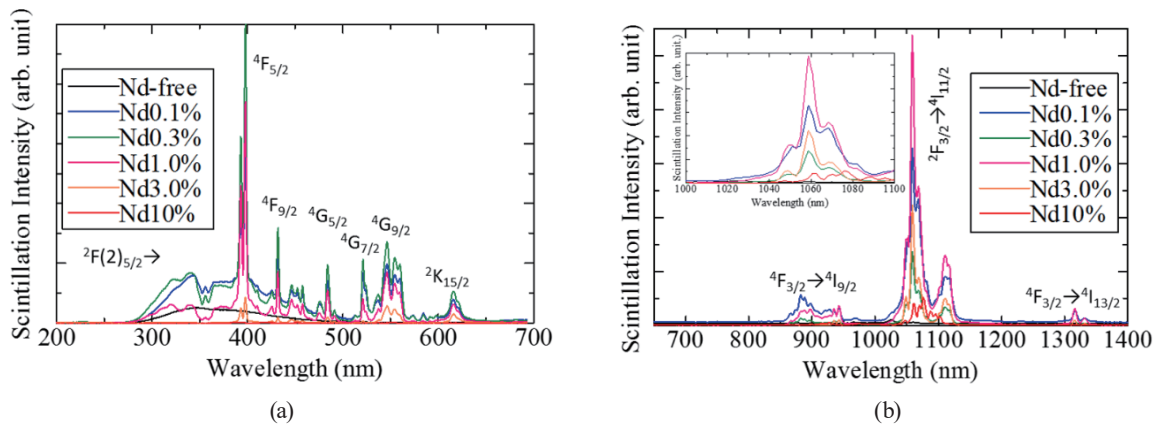 Scintillation Intensity (arb. unit)
Nd-free
Nd0.1%
Nd0.3%
Nd1.0%
Nd3.0%
Nd10%
⁴F₅/₂
⁴F₉/₂
⁴G₅/₂
⁴G₇/₂
⁴G₉/₂
²K₁₅/₂
²F(2)₅/₂→
200 300 400 500 600 700
Wavelength (nm)
(a)
Scintillation Intensity (arb. unit)
Scintillation Intensity (arb. unit.)
1000 1020 1040 1060 1080 1100
Wavelength (nm)
²F₃/₂→⁴I₁₁/₂
Nd-free
Nd0.1%
Nd0.3%
Nd1.0%
Nd3.0%
Nd10%
⁴F₃/₂→⁴I₉/₂
⁴F₃/₂→⁴I₁₃/₂
700 800 900 1000 1100 1200 1300 1400
Wavelength (nm)
(b)